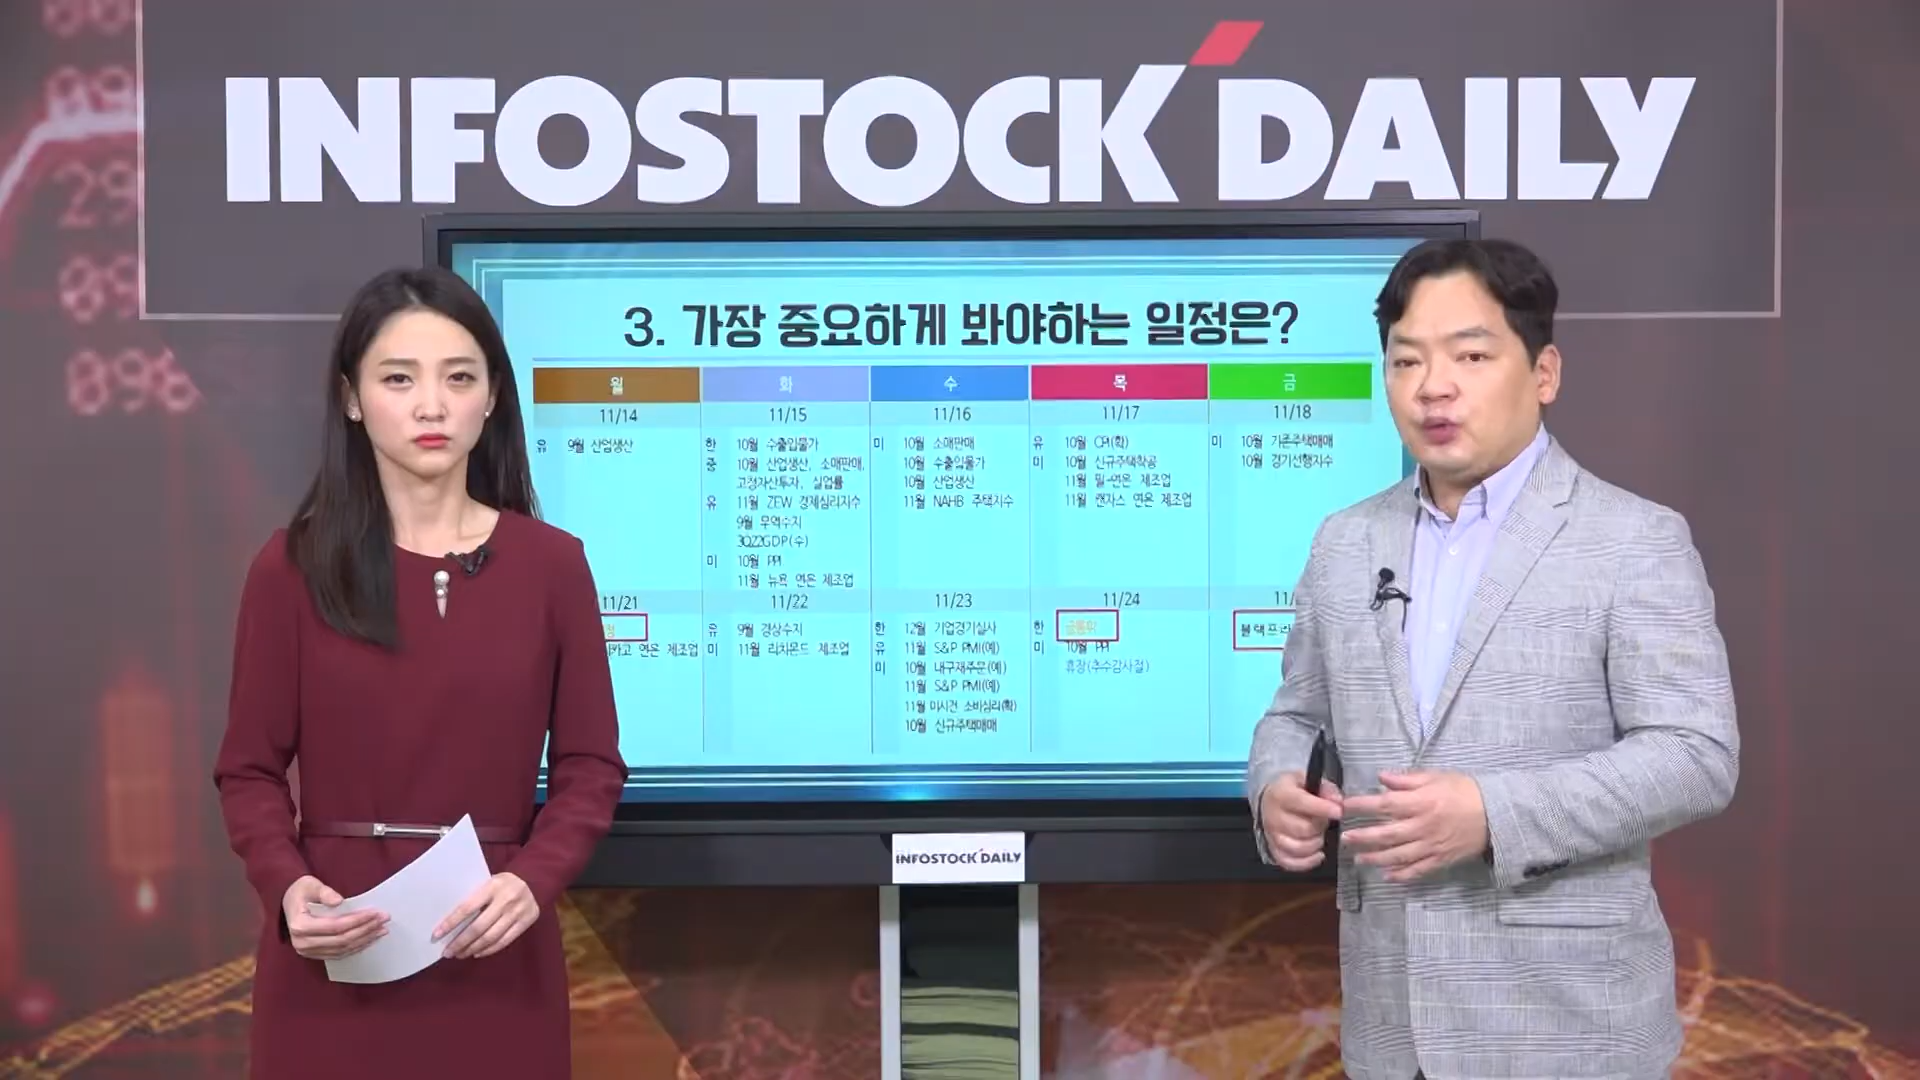 INFOSTOCK DAILY
3. 가장 중요하게 봐야하는 일정은?
월 화 수 목 금
11/14 11/15 11/16 11/17 11/18
유 9월 산업생산
한 10월 수출입물가
중 10월 산업생산, 소매판매,
고정자산투자, 실업률
유 11월 ZEW 경제심리지수
9월 무역수지
3Q22GDP(수)
미 10월 PPI
11월 뉴욕 연은 제조업
미 10월 소매판매
10월 수출입물가
10월 산업생산
11월 NAHB 주택지수
유 10월 CPI(확)
미 10월 신규주택착공
11월 필-연은 제조업
11월 캔자스 연은 제조업
미 10월 기존주택매매
10월 경기선행지수
11/21 11/22 11/23 11/24 11/
연은 제조업
유 9월 경상수지
미 11월 리치몬드 제조업
한 12월 기업경기실사
유 11월 S&P PMI(예)
미 10월 내구재주문(예)
11월 S&P PMI(예)
11월 미시건 소비심리(확)
10월 신규주택매매
한 금통위
미 10월 PPI
휴장(추수감사절)
블랙프
INFOSTOCK DAILY